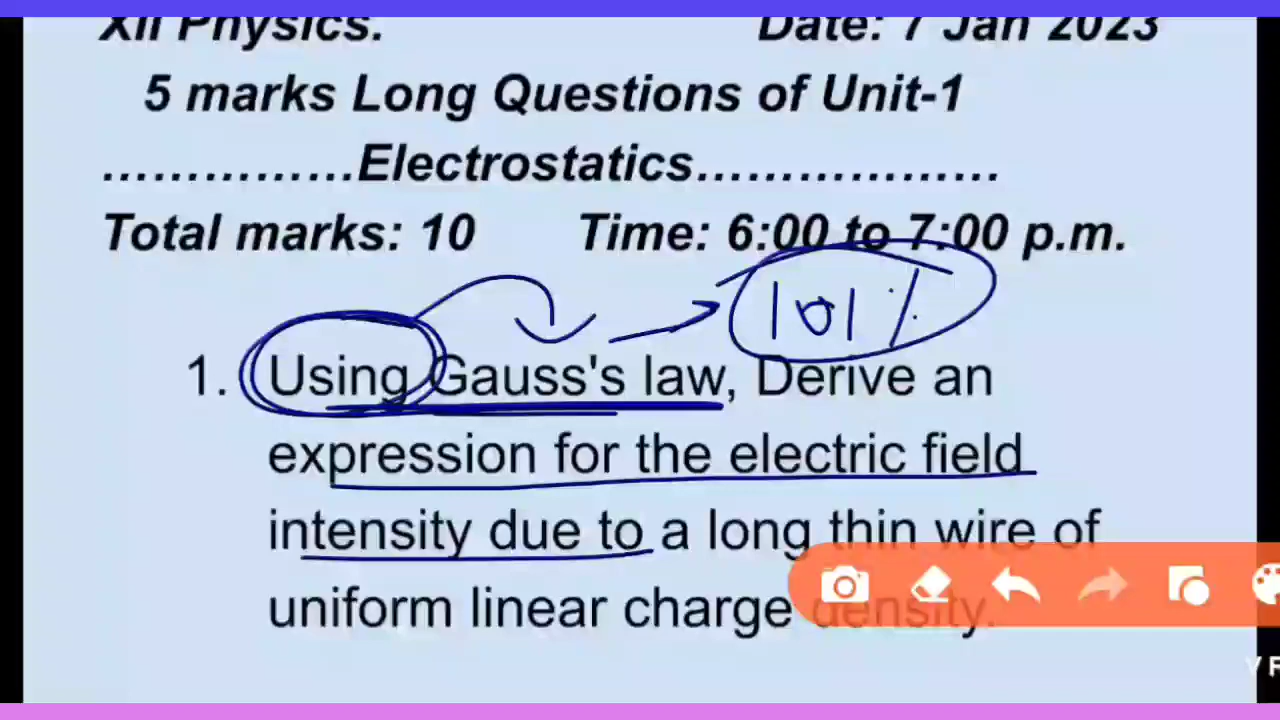 XII Physics. Date: 7 Jan 2023
5 marks Long Questions of Unit-1
……………Electrostatics………………
Total marks: 10 Time: 6:00 to 7:00 p.m.
101 %
1. Using Gauss's law, Derive an
expression for the electric field
intensity due to a long thin wire of
uniform linear charge density.